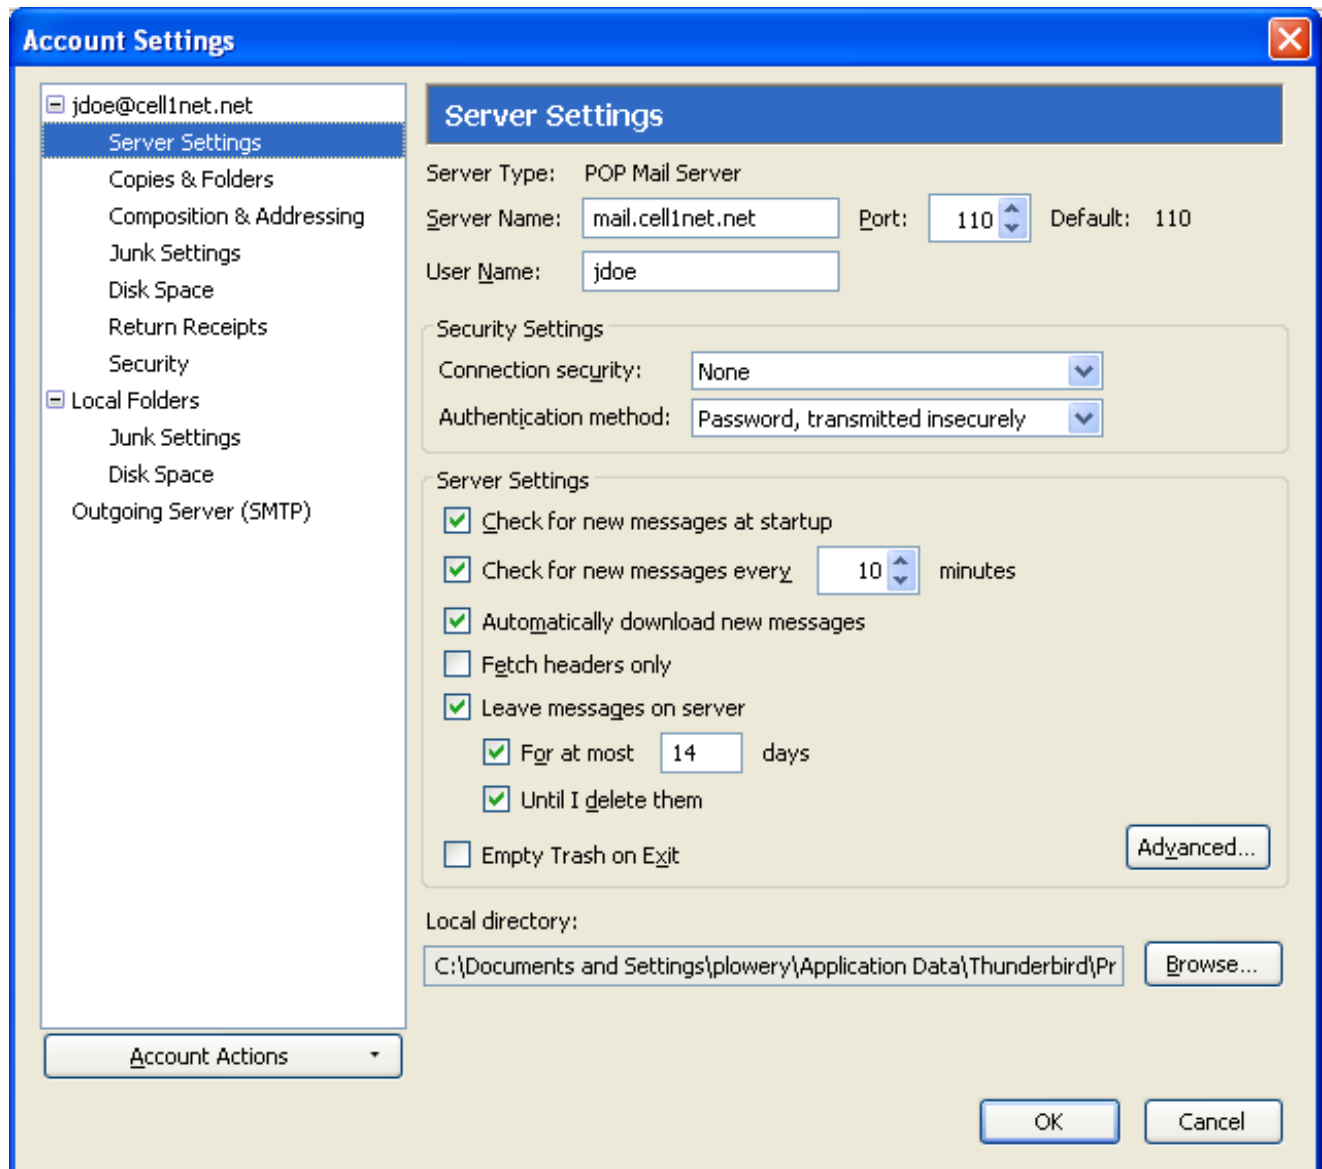 Account Settings
jdoe@cell1net.net
Server Settings
Copies & Folders
Composition & Addressing
Junk Settings
Disk Space
Return Receipts
Security
Local Folders
Junk Settings
Disk Space
Outgoing Server (SMTP)
Account Actions
Server Settings
Server Type: POP Mail Server
Server Name: mail.cell1net.net Port: 110 Default: 110
User Name: jdoe
Security Settings
Connection security: None
Authentication method: Password, transmitted insecurely
Server Settings
Check for new messages at startup
Check for new messages every 10 minutes
Automatically download new messages
Fetch headers only
Leave messages on server
For at most 14 days
Until I delete them
Empty Trash on Exit
Advanced...
Local directory:
C:\Documents and Settings\plowery\Application Data\Thunderbird\Pr Browse...
OK Cancel